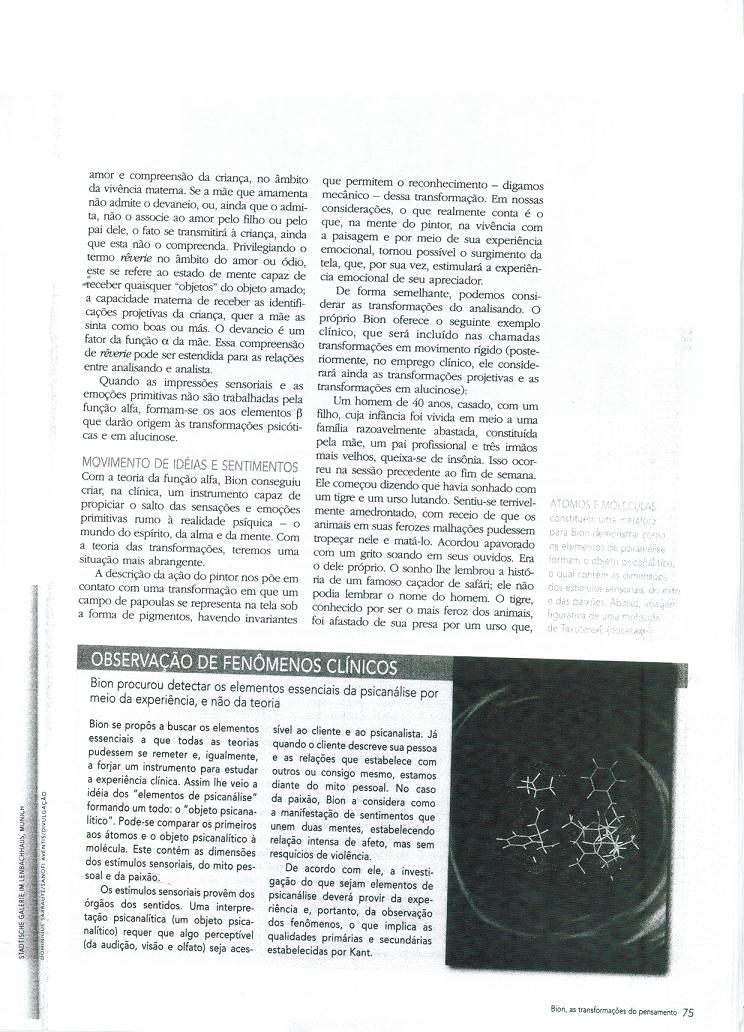 amor e compreensão da criança, no âmbito
da vivência materna. Se a mãe que amamenta
não admite o devaneio, ou, ainda que o admi-
ta, não o associe ao amor pelo filho ou pelo
pai dele, o fato se transmitirá à criança, ainda
que esta não o compreenda. Privilegiando o
termo rêverie no âmbito do amor ou ódio,
este se refere ao estado de mente capaz de
receber quaisquer “objetos” do objeto amado;
a capacidade materna de receber as identifi-
cações projetivas da criança, quer a mãe as
sinta como boas ou más. O devaneio é um
fator da função α da mãe. Essa compreensão
de rêverie pode ser estendida para as relações
entre analisando e analista.
Quando as impressões sensoriais e as
emoções primitivas não são trabalhadas pela
função alfa, formam-se os aos elementos β
que darão origem às transformações psicóti-
cas e em alucinose.
MOVIMENTO DE IDÉIAS E SENTIMENTOS
Com a teoria da função alfa, Bion conseguiu
criar, na clínica, um instrumento capaz de
propiciar o salto das sensações e emoções
primitivas rumo à realidade psíquica – o
mundo do espírito, da alma e da mente. Com
a teoria das transformações, teremos uma
situação mais abrangente.
A descrição da ação do pintor nos põe em
contato com uma transformação em que um
campo de papoulas se representa na tela sob
a forma de pigmentos, havendo invariantes
que permitem o reconhecimento – digamos
mecânico – dessa transformação. Em nossas
considerações, o que realmente conta é o
que, na mente do pintor, na vivência com
a paisagem e por meio de sua experiência
emocional, tornou possível o surgimento da
tela, que, por sua vez, estimulará a experiên-
cia emocional de seu apreciador.
De forma semelhante, podemos consi-
derar as transformações do analisando. O
próprio Bion oferece o seguinte exemplo
clínico, que será incluído nas chamadas
transformações em movimento rígido (poste-
riormente, no emprego clínico, ele conside-
rará ainda as transformações projetivas e as
transformações em alucinose):
Um homem de 40 anos, casado, com um
filho, cuja infância foi vivida em meio a uma
família razoavelmente abastada, constituída
pela mãe, um pai profissional e três irmãos
mais velhos, queixa-se de insônia. Isso ocor-
reu na sessão precedente ao fim de semana.
Ele começou dizendo que havia sonhado com
um tigre e um urso lutando. Sentiu-se terrivel-
mente amedrontado, com receio de que os
animais em suas ferozes malhações pudessem
tropeçar nele e matá-lo. Acordou apavorado
com um grito soando em seus ouvidos. Era
o dele próprio. O sonho lhe lembrou a histó-
ria de um famoso caçador de safári; ele não
podia lembrar o nome do homem. O tigre,
conhecido por ser o mais feroz dos animais,
foi afastado de sua presa por um urso que,
ÁTOMOS E MOLÉCULAS
constituem uma metáfora
para Bion demonstrar como
os elementos de psicanálise
formam o objeto psicanalítico,
o qual contém as dimensões
dos estímulos sensoriais, do mito
e das paixões. Abaixo, imagem
figurativa de uma molécula
de Taxotere
OBSERVAÇÃO DE FENÔMENOS CLÍNICOS
Bion procurou detectar os elementos essenciais da psicanálise por
meio da experiência, e não da teoria
Bion se propôs a buscar os elementos
essenciais a que todas as teorias
pudessem se remeter e, igualmente,
a forjar um instrumento para estudar
a experiência clínica. Assim lhe veio a
idéia dos “elementos de psicanálise”
formando um todo: o “objeto psicana-
lítico”. Pode-se comparar os primeiros
aos átomos e o objeto psicanalítico à
molécula. Este contém as dimensões
dos estímulos sensoriais, do mito pes-
soal e da paixão.
Os estímulos sensoriais provêm dos
órgãos dos sentidos. Uma interpre-
tação psicanalítica (um objeto psica-
nalítico) requer que algo perceptível
(da audição, visão e olfato) seja aces-
sível ao cliente e ao psicanalista. Já
quando o cliente descreve sua pessoa
e as relações que estabelece com
outros ou consigo mesmo, estamos
diante do mito pessoal. No caso
da paixão, Bion a considera como
a manifestação de sentimentos que
unem duas mentes, estabelecendo
relação intensa de afeto, mas sem
resquícios de violência.
De acordo com ele, a investi-
gação do que sejam elementos de
psicanálise deverá provir da expe-
riência e, portanto, da observação
dos fenômenos, o que implica as
qualidades primárias e secundárias
estabelecidas por Kant.
STÄDTISCHE GALERIE IM LENBACHHAUS, MUNICH
DOMINIQUE SARRAUTE/SANOFI AVENTIS/DIVULGAÇÃO
Bion, as transformações do pensamento 75